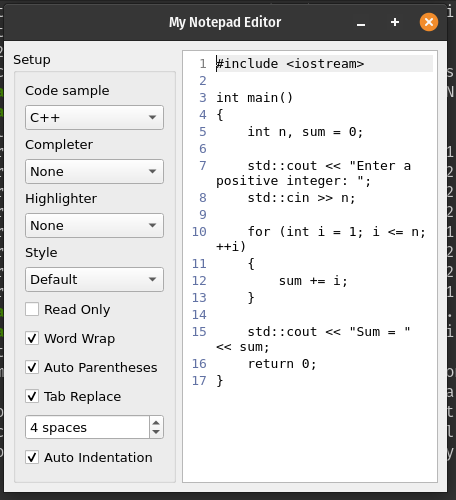 My Notepad Editor
Setup
Code sample
C++
Completer
None
Highlighter
None
Style
Default
Read Only
Word Wrap
Auto Parentheses
Tab Replace
4 spaces
Auto Indentation
1 #include <iostream>
2
3 int main()
4 {
5     int n, sum = 0;
6
7     std::cout << "Enter a
positive integer: ";
8     std::cin >> n;
9
10     for (int i = 1; i <= n;
++i)
11     {
12         sum += i;
13     }
14
15     std::cout << "Sum = "
<< sum;
16     return 0;
17 }